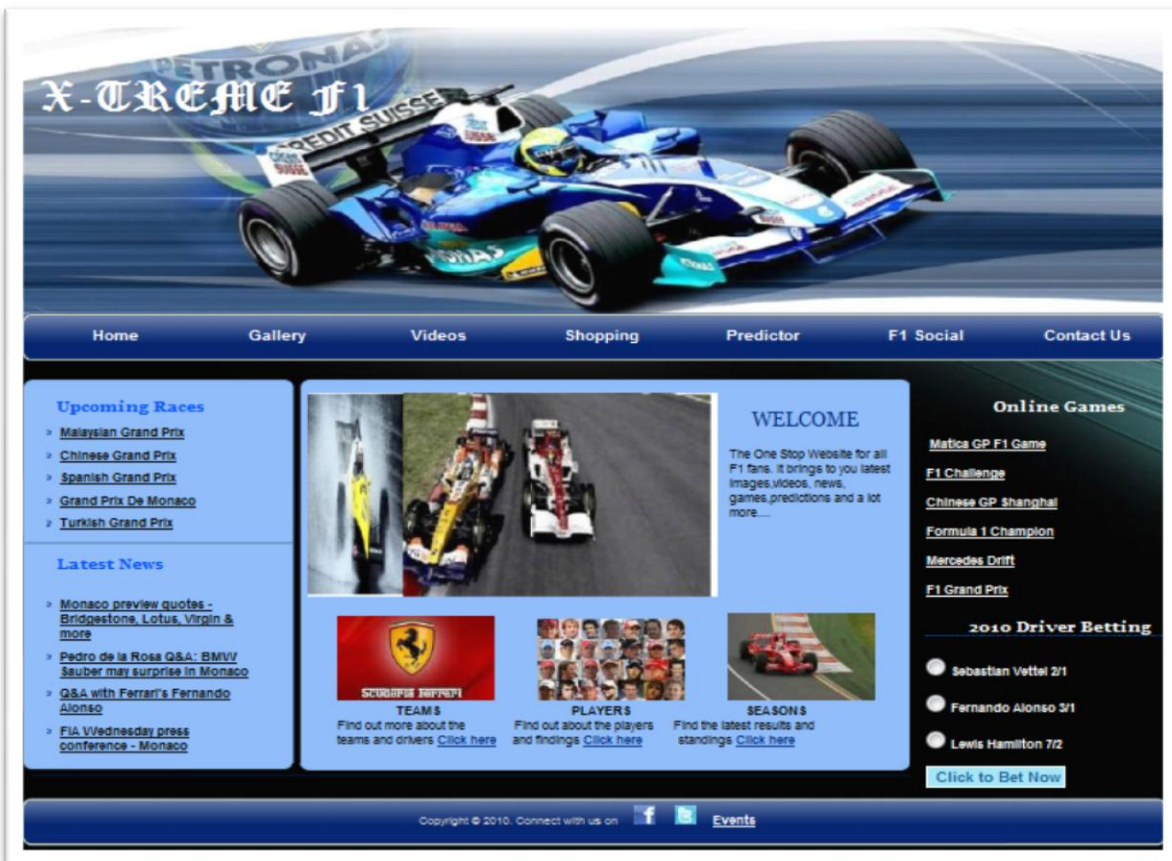 PETRONAS
X-TREME F1
CREDIT SUISSE
CREDIT
SUISSE
Home Gallery Videos Shopping Predictor F1 Social Contact Us
Upcoming Races
» Malaysian Grand Prix
» Chinese Grand Prix
» Spanish Grand Prix
» Grand Prix De Monaco
» Turkish Grand Prix
Latest News
» Monaco preview quotes -
Bridgestone, Lotus, Virgin &
more
» Pedro de la Rosa Q&A: BMW
Sauber may surprise in Monaco
» Q&A with Ferrari's Fernando
Alonso
» FIA Wednesday press
conference - Monaco
WELCOME
The One Stop Website for all
F1 fans. It brings to you latest
Images,videos, news,
games,predictions and a lot
more....
Scuderia Ferrari
TEAMS
Find out more about the
teams and drivers Click here
PLAYERS
Find out about the players
and findings Click here
SEASONS
Find the latest results and
standings Click here
Online Games
Matica GP F1 Game
F1 Challenge
Chinese GP Shanghai
Formula 1 Champion
Mercedes Drift
F1 Grand Prix
2010 Driver Betting
Sebastian Vettel 2/1
Fernando Alonso 3/1
Lewis Hamilton 7/2
Click to Bet Now
Copyright © 2010. Connect with us on f Events